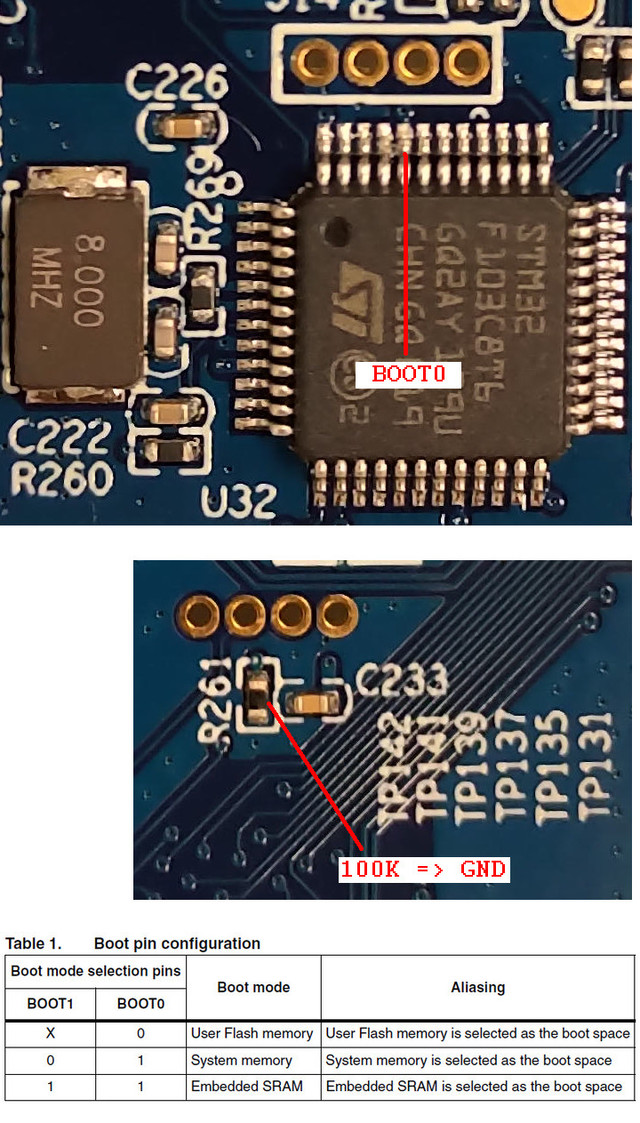 C226
R269
8.000
MHZ
STM32
F103C8T6
GQ2AY
CHN GQ
BOOT0
C222
R260
U32
R261
C233
TP142
TP141
TP139
TP137
TP135
TP131
100K => GND
Table 1. Boot pin configuration
Boot mode selection pins Boot mode Aliasing
BOOT1 BOOT0
X 0 User Flash memory User Flash memory is selected as the boot space
0 1 System memory System memory is selected as the boot space
1 1 Embedded SRAM Embedded SRAM is selected as the boot space